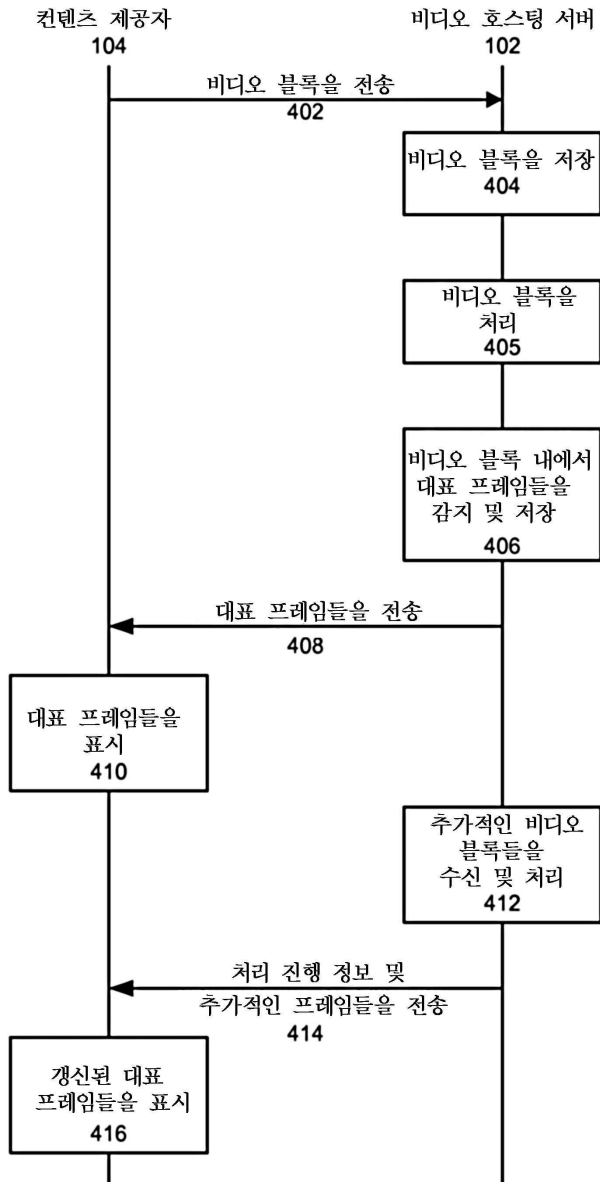 컨텐츠 제공자
104
비디오 호스팅 서버
102
비디오 블록을 전송
402
비디오 블록을 저장
404
비디오 블록을
처리
405
비디오 블록 내에서
대표 프레임들을
감지 및 저장
406
대표 프레임들을 전송
408
대표 프레임들을
표시
410
추가적인 비디오
블록들을
수신 및 처리
412
처리 진행 정보 및
추가적인 프레임들을 전송
414
갱신된 대표
프레임들을 표시
416